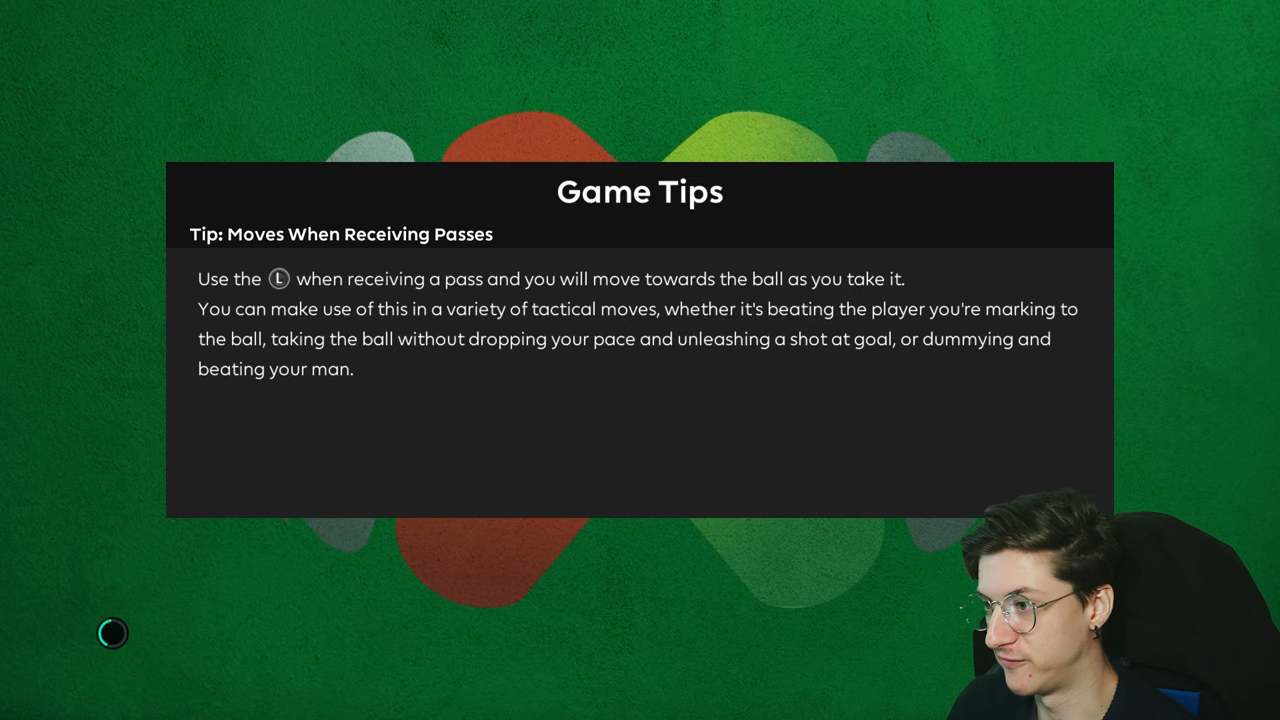 Game Tips
Tip: Moves When Receiving Passes
Use the L when receiving a pass and you will move towards the ball as you take it.
You can make use of this in a variety of tactical moves, whether it's beating the player you're marking to
the ball, taking the ball without dropping your pace and unleashing a shot at goal, or dummying and
beating your man.